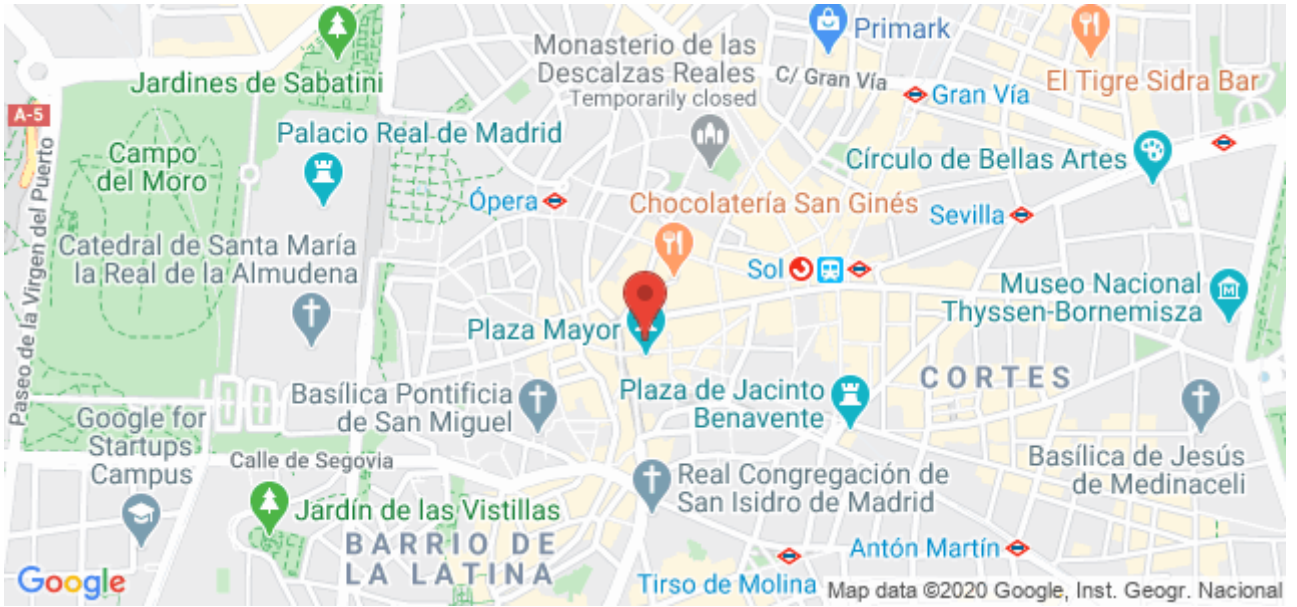 Primark
Monasterio de las
Descalzas Reales
Temporarily closed
C/ Gran Vía
Gran Vía
El Tigre Sidra Bar
Jardines de Sabatini
A-5
Palacio Real de Madrid
Campo
del Moro
Círculo de Bellas Artes
Ópera
Chocolatería San Ginés
Sevilla
Paseo de la Virgen del Puerto
Catedral de Santa María
la Real de la Almudena
Sol
Museo Nacional
Thyssen-Bornemisza
Plaza Mayor
Plaza de Jacinto
Benavente
CORTES
Basílica Pontificia
de San Miguel
Google for
Startups
Campus
Calle de Segovia
Real Congregación de
San Isidro de Madrid
Basílica de Jesús
de Medinaceli
Jardín de las Vistillas
BARRIO DE
LA LATINA
Antón Martín
Tirso de Molina
Google
Map data ©2020 Google, Inst. Geogr. Nacional